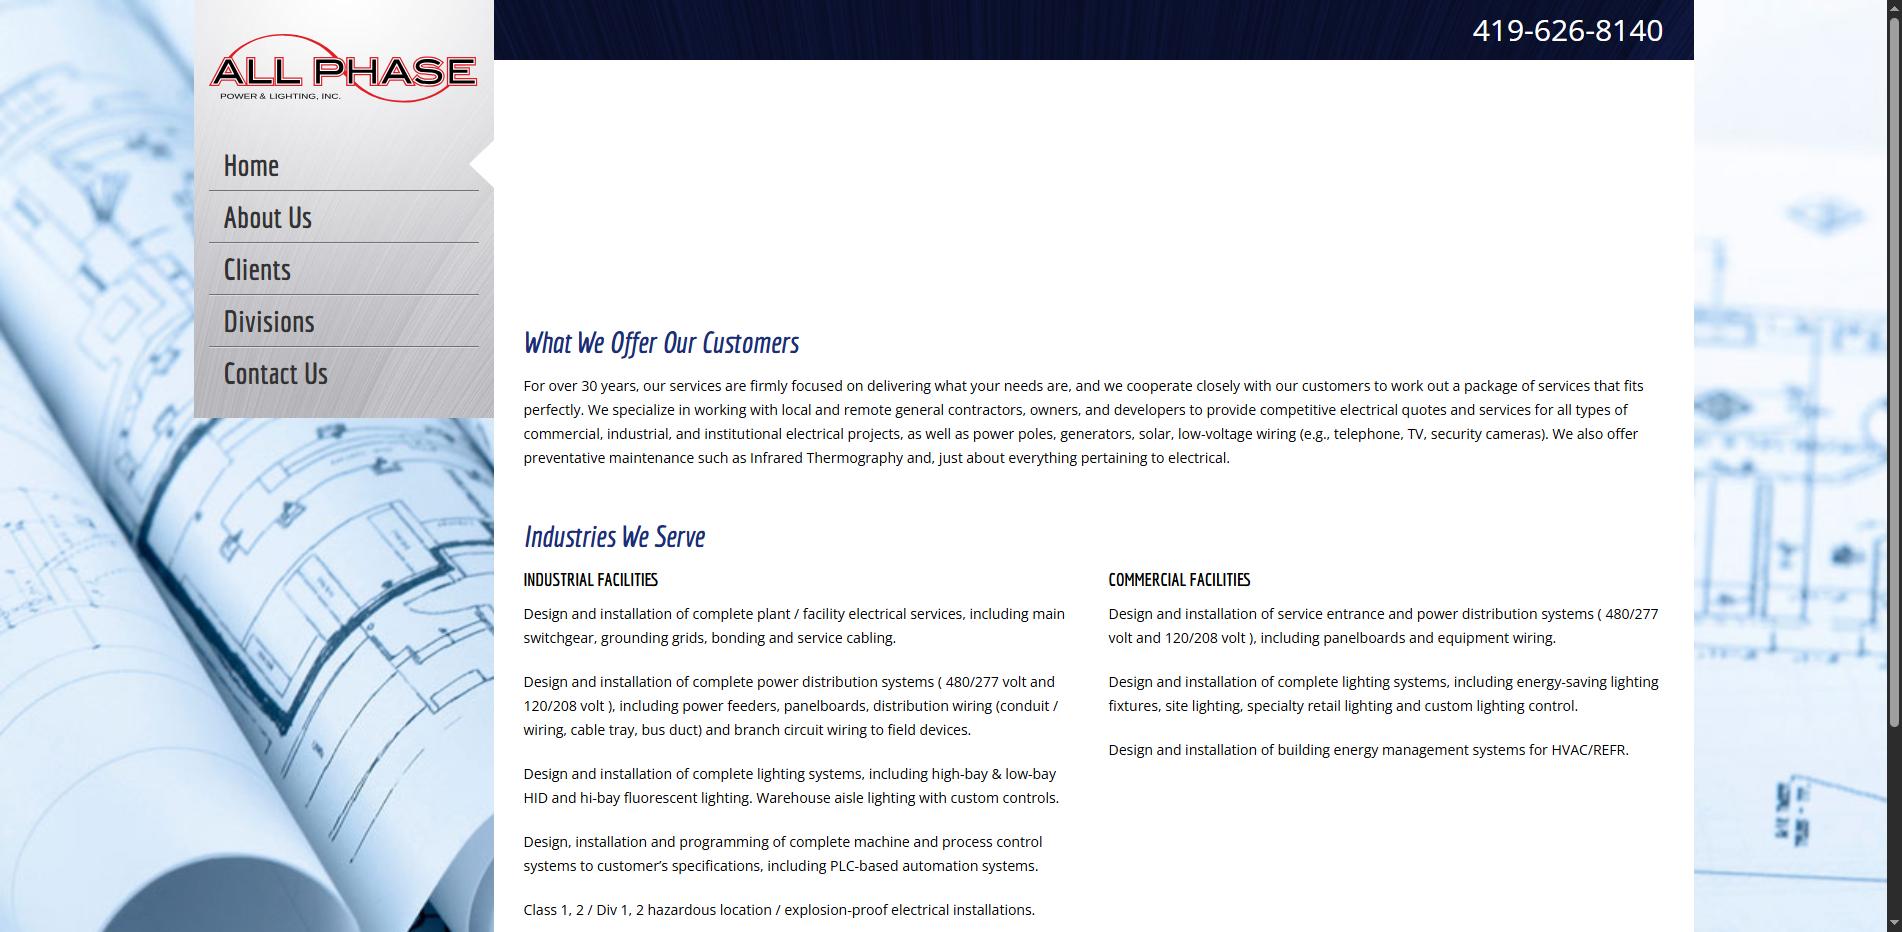 419-626-8140
ALL PHASE
POWER & LIGHTING, INC.
Home
About Us
Clients
Divisions
Contact Us
What We Offer Our Customers
For over 30 years, our services are firmly focused on delivering what your needs are, and we cooperate closely with our customers to work out a package of services that fits
perfectly. We specialize in working with local and remote general contractors, owners, and developers to provide competitive electrical quotes and services for all types of
commercial, industrial, and institutional electrical projects, as well as power poles, generators, solar, low-voltage wiring (e.g., telephone, TV, security cameras). We also offer
preventative maintenance such as Infrared Thermography and, just about everything pertaining to electrical.
Industries We Serve
INDUSTRIAL FACILITIES
Design and installation of complete plant / facility electrical services, including main
switchgear, grounding grids, bonding and service cabling.
Design and installation of complete power distribution systems ( 480/277 volt and
120/208 volt ), including power feeders, panelboards, distribution wiring (conduit /
wiring, cable tray, bus duct) and branch circuit wiring to field devices.
Design and installation of complete lighting systems, including high-bay & low-bay
HID and hi-bay fluorescent lighting. Warehouse aisle lighting with custom controls.
Design, installation and programming of complete machine and process control
systems to customer’s specifications, including PLC-based automation systems.
Class 1, 2 / Div 1, 2 hazardous location / explosion-proof electrical installations.
COMMERCIAL FACILITIES
Design and installation of service entrance and power distribution systems ( 480/277
volt and 120/208 volt ), including panelboards and equipment wiring.
Design and installation of complete lighting systems, including energy-saving lighting
fixtures, site lighting, specialty retail lighting and custom lighting control.
Design and installation of building energy management systems for HVAC/REFR.